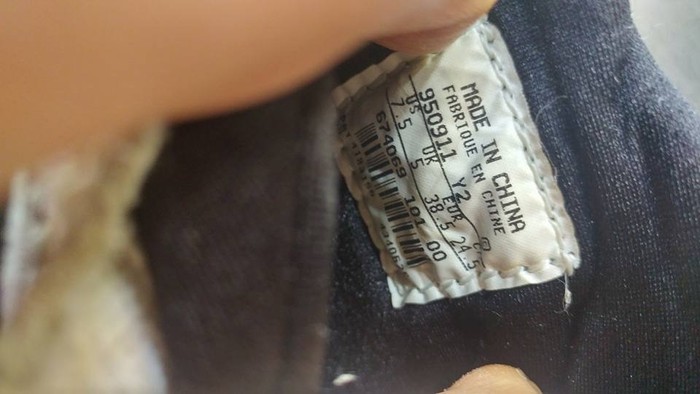 MADE IN CHINA
FABRIQUE EN CHINE
950911 Y2
US UK EUR
7.5 5 38.5 24.5
674069 101 00